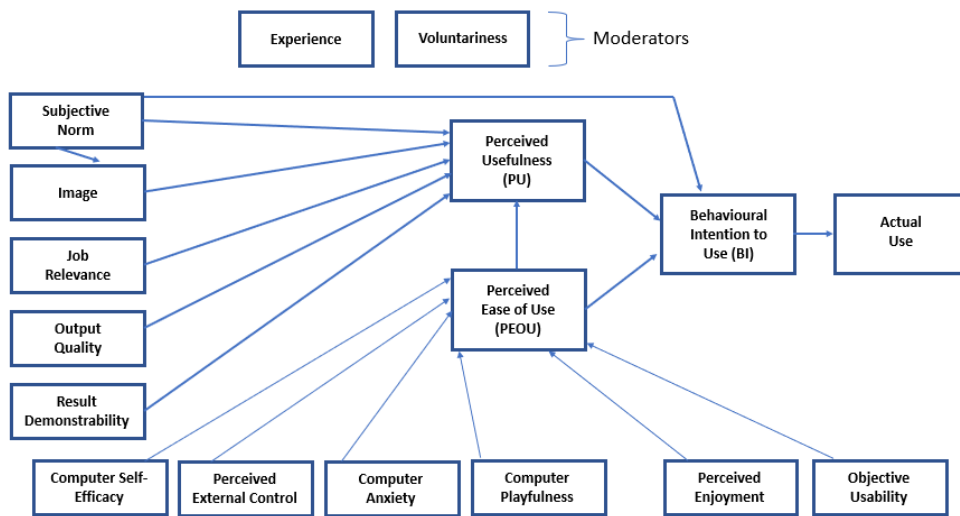 Experience
Voluntariness
Moderators
Subjective
Norm
Image
Job
Relevance
Output
Quality
Result
Demonstrability
Perceived
Usefulness
(PU)
Perceived
Ease of Use
(PEOU)
Behavioural
Intention to
Use (BI)
Actual
Use
Computer Self-
Efficacy
Perceived
External Control
Computer
Anxiety
Computer
Playfulness
Perceived
Enjoyment
Objective
Usability